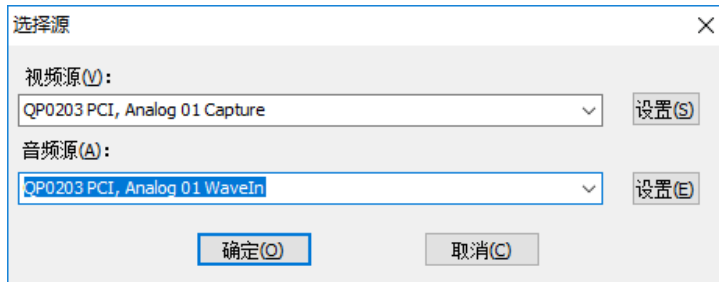 选择源
视频源(V):
QP0203 PCI, Analog 01 Capture
设置(S)
音频源(A):
QP0203 PCI, Analog 01 WaveIn
设置(E)
确定(O)
取消(C)